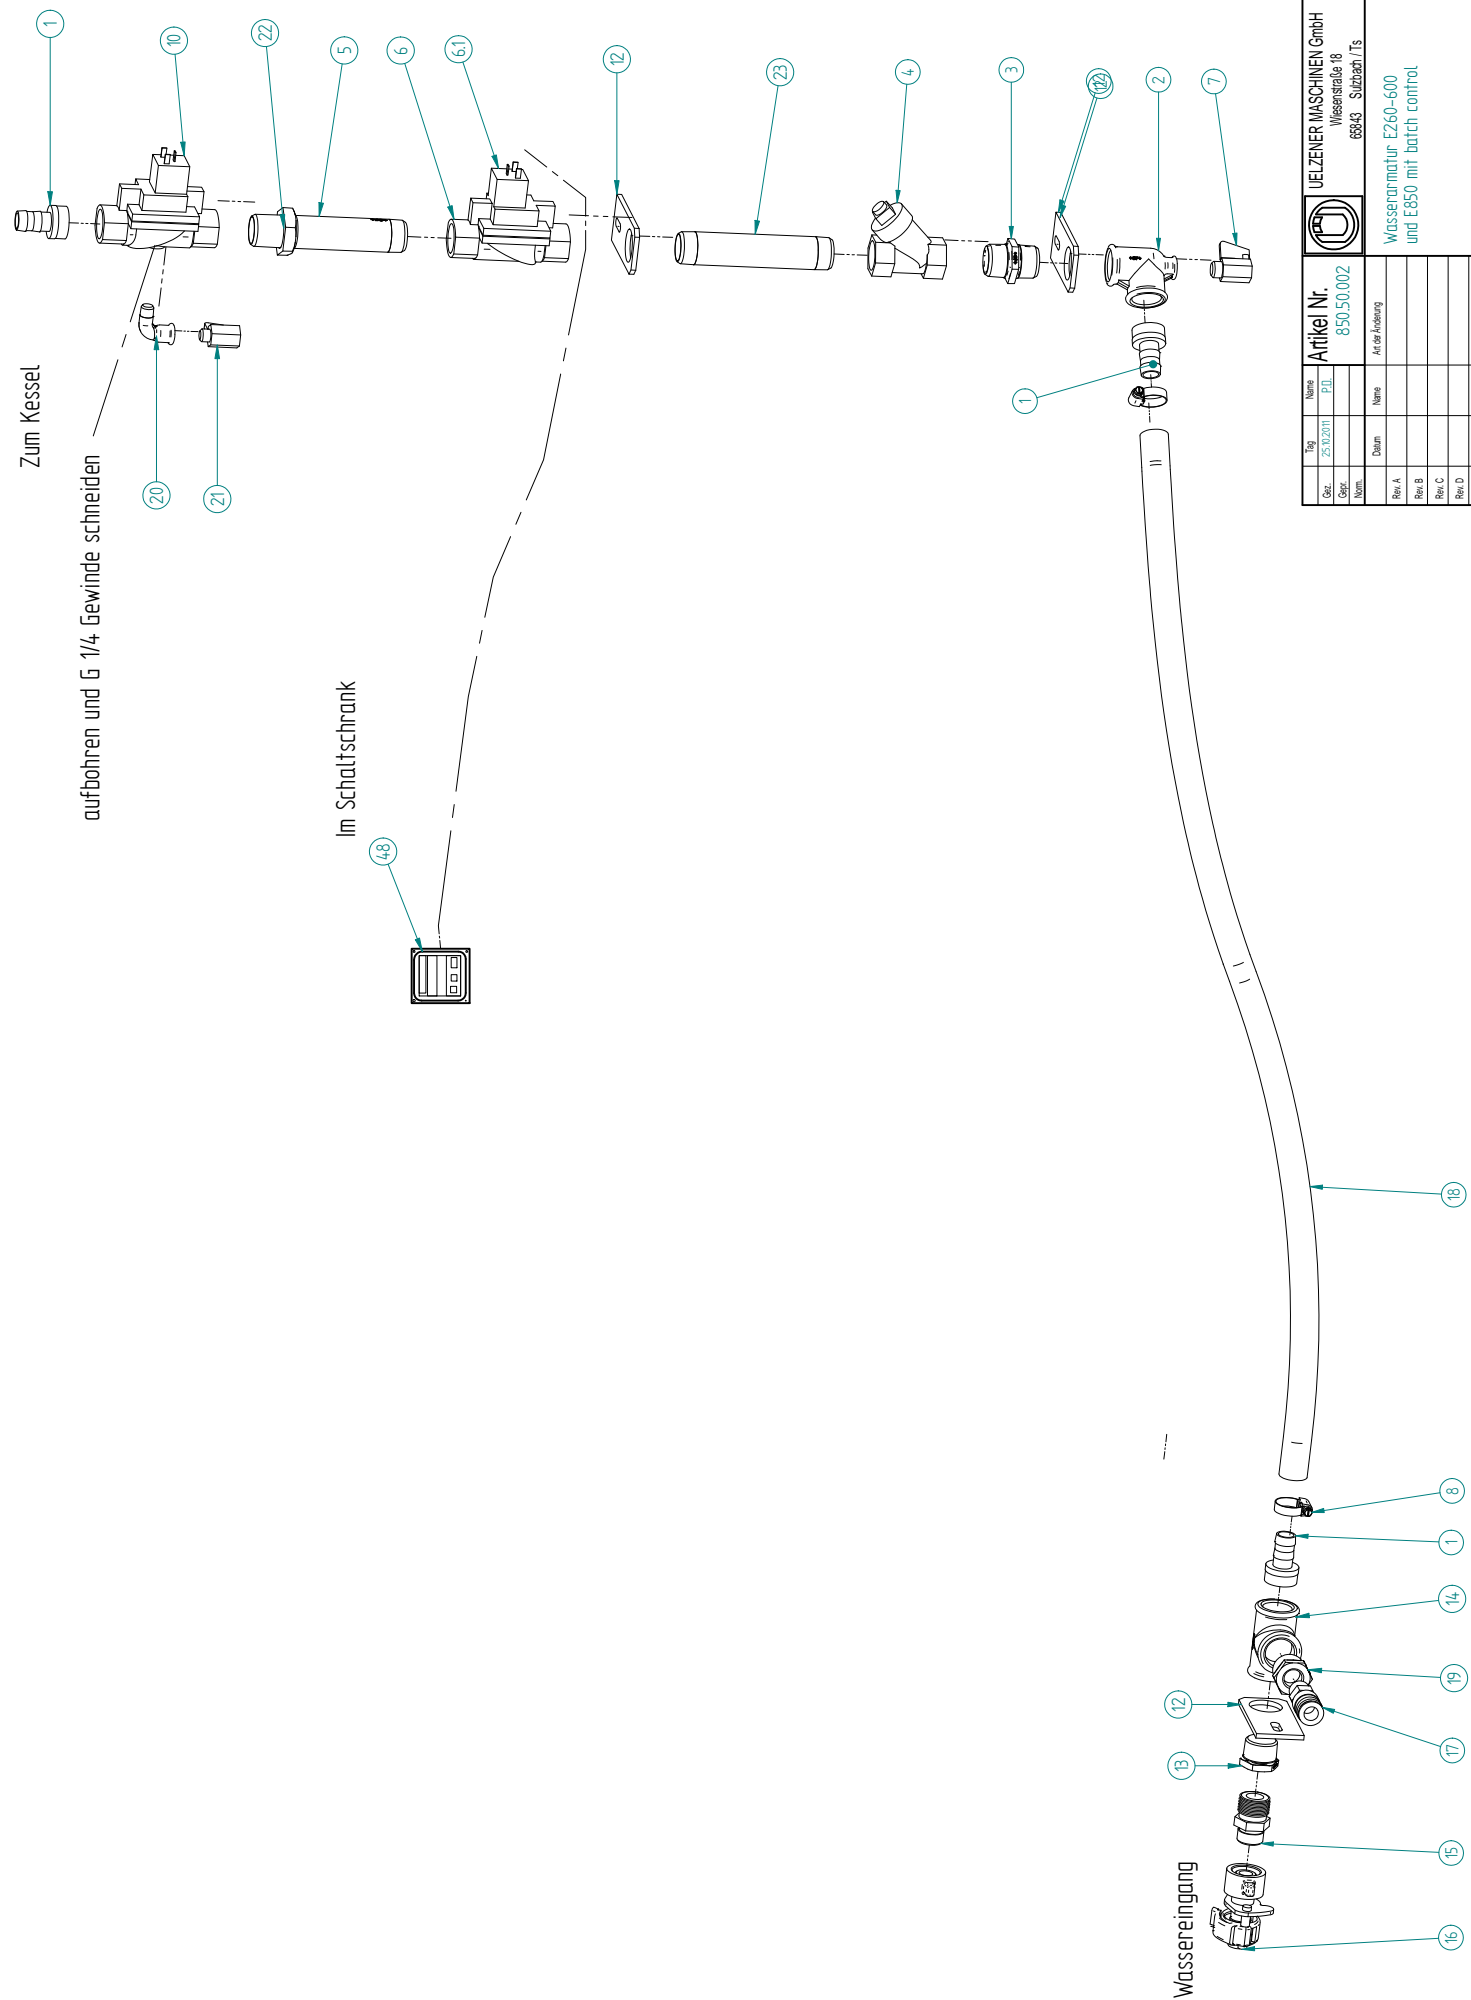 Zum Kessel
aufbohren und G 1/4 Gewinde schneiden
Im Schaltschrank
Wassereingang
1
10
22
5
6
6.1
12
23
4
3
12
2
7
20
21
1
48
18
8
1
14
19
12
17
13
15
16
UELZENER MASCHINEN GmbH
Wiesenstraße 18
65843 Sulzbach / Ts
Wasserarmatur E260-600
und E850 mit batch control
Artikel Nr.
850.50.002
Tag Name
Gez. 25.10.2011 P.D.
Gepr.
Norm.
Datum Name Art der Änderung
Rev. A
Rev. B
Rev. C
Rev. D